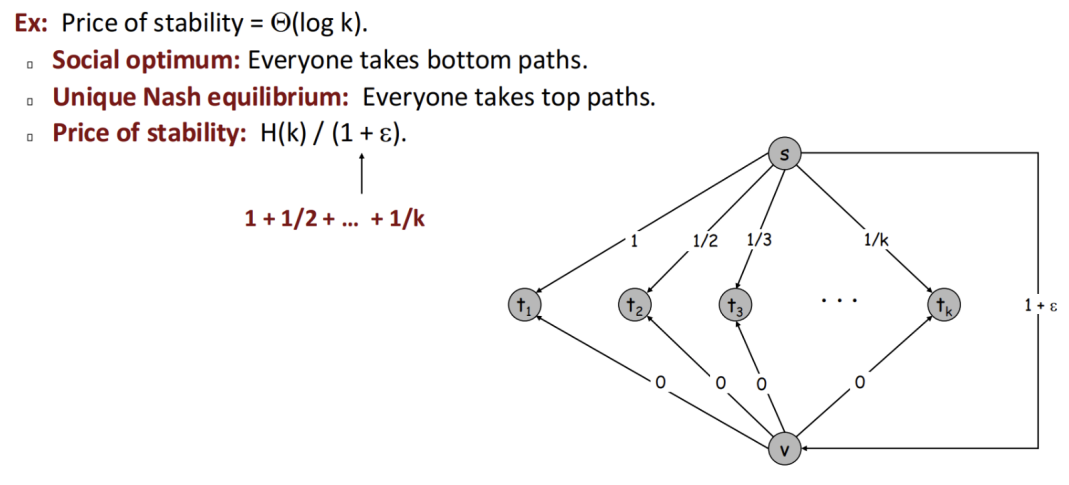 Ex: Price of stability = Θ(log k).
▯ Social optimum: Everyone takes bottom paths.
▯ Unique Nash equilibrium: Everyone takes top paths.
▯ Price of stability: H(k) / (1 + ε).
1 + 1/2 + … + 1/k
s
1 1/2 1/3 1/k
t₁ t₂ t₃ . . . tₖ 1 + ε
0 0 0 0
v